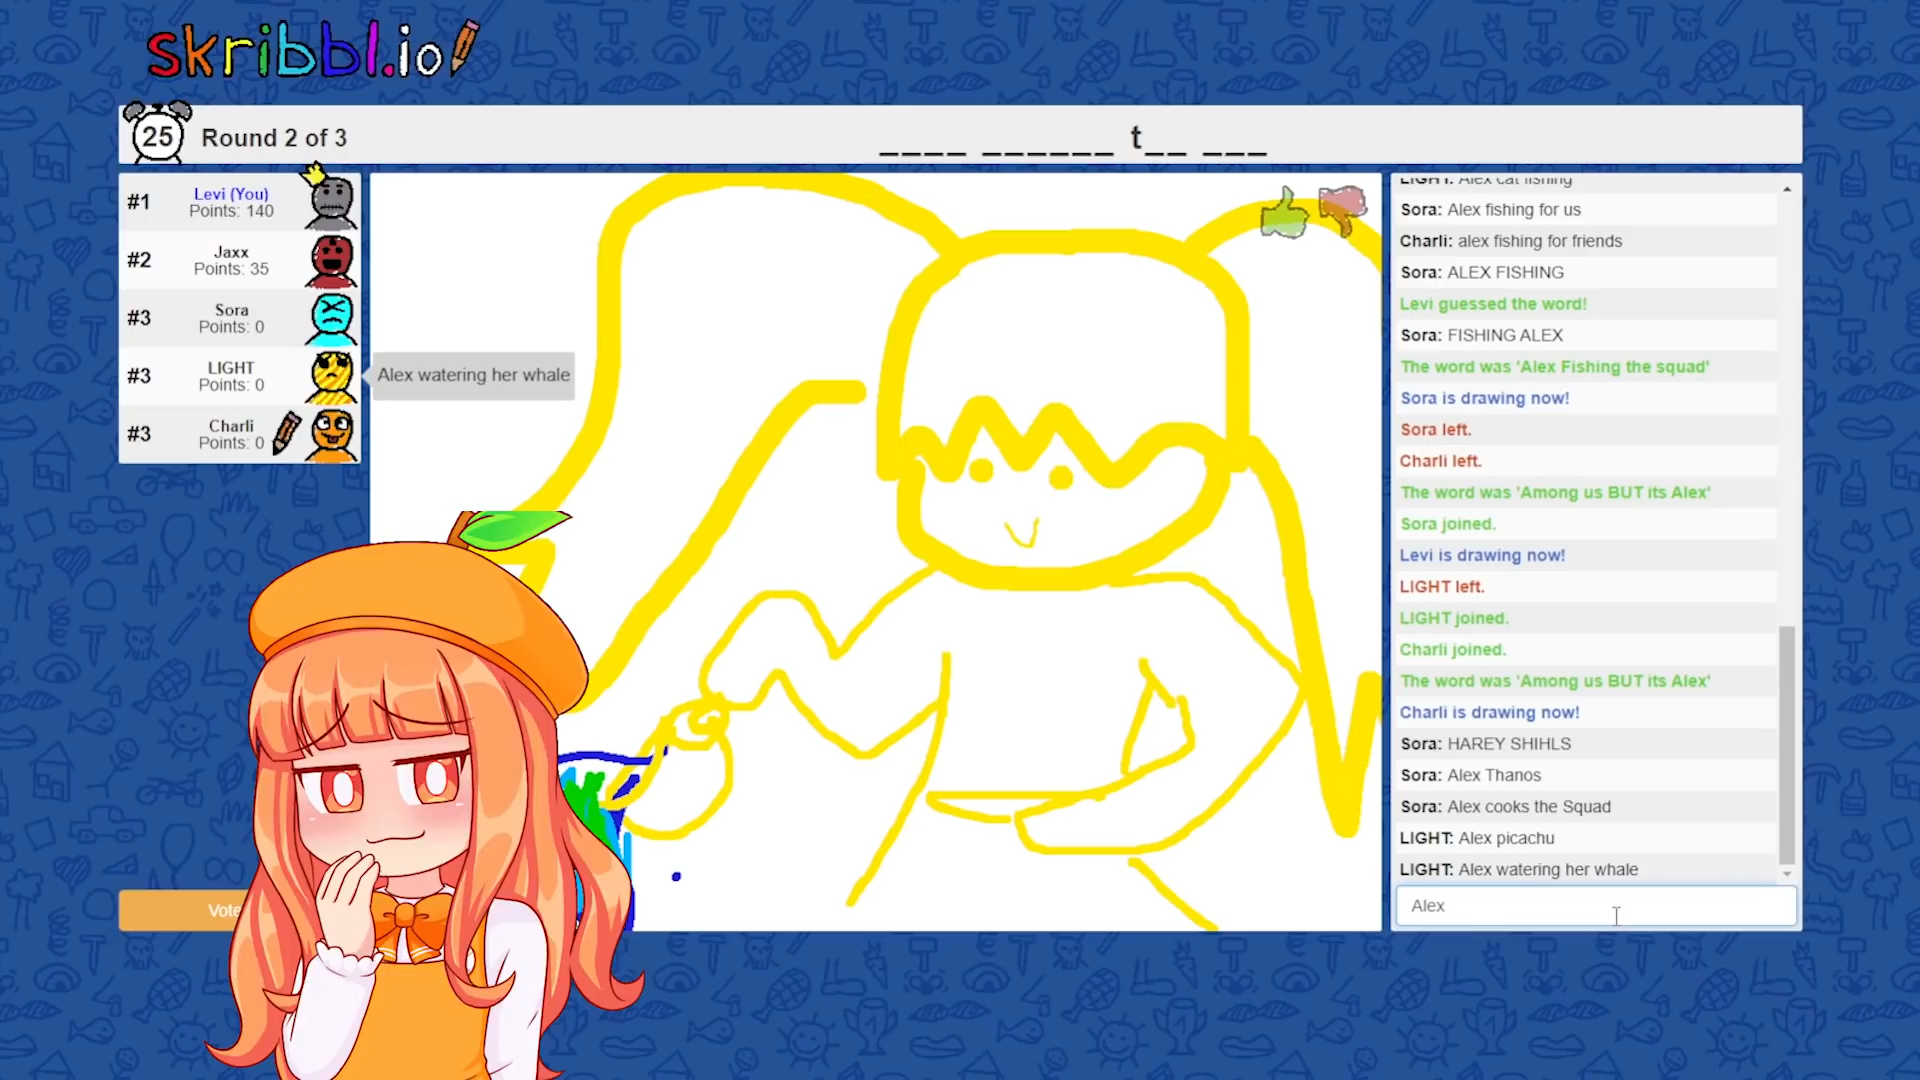 skribbl.io
25
Round 2 of 3
____ ______ t__ ___
#1
Levi (You)
Points: 140
#2
Jaxx
Points: 35
#3
Sora
Points: 0
#3
LIGHT
Points: 0
#3
Charli
Points: 0
Alex watering her whale
Vote
LIGHT: Alex cat fishing
Sora: Alex fishing for us
Charli: alex fishing for friends
Sora: ALEX FISHING
Levi guessed the word!
Sora: FISHING ALEX
The word was 'Alex Fishing the squad'
Sora is drawing now!
Sora left.
Charli left.
The word was 'Among us BUT its Alex'
Sora joined.
Levi is drawing now!
LIGHT left.
LIGHT joined.
Charli joined.
The word was 'Among us BUT its Alex'
Charli is drawing now!
Sora: HAREY SHIHLS
Sora: Alex Thanos
Sora: Alex cooks the Squad
LIGHT: Alex picachu
LIGHT: Alex watering her whale
Alex